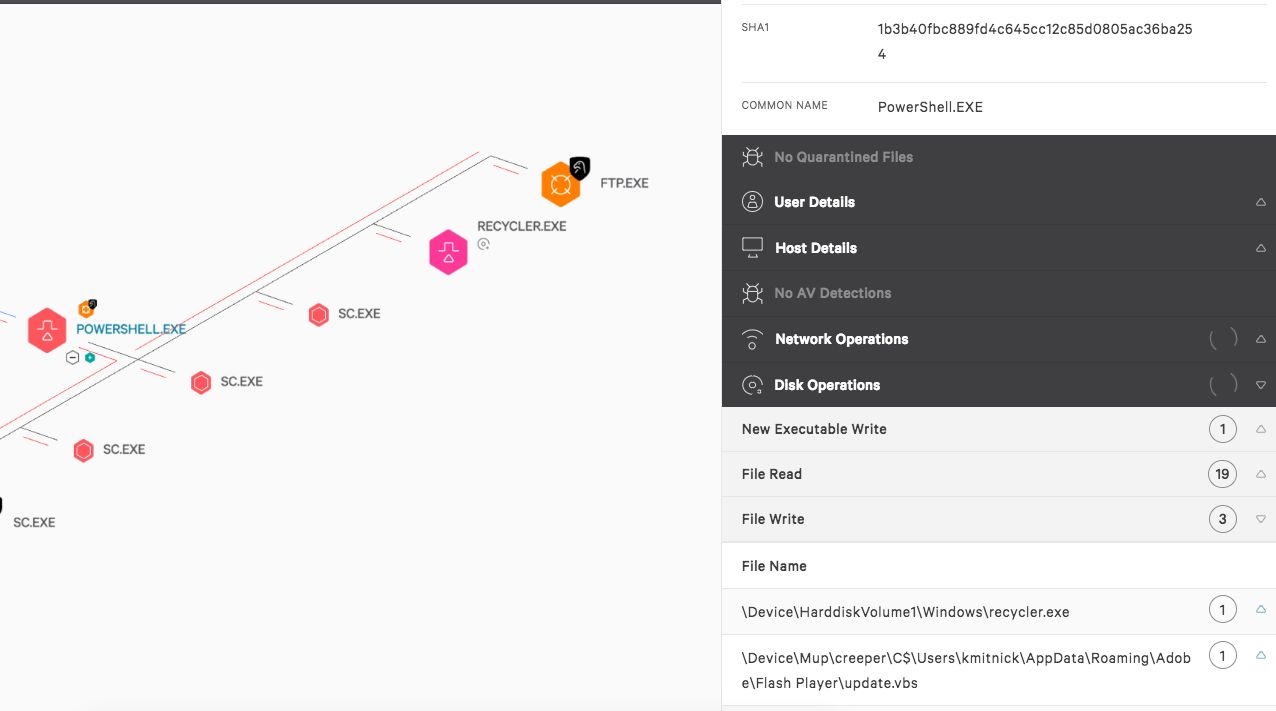 FTP.EXE
RECYCLER.EXE
SC.EXE
POWERSHELL.EXE
SC.EXE
SC.EXE
SC.EXE
SHA1
1b3b40fbc889fd4c645cc12c85d0805ac36ba25
4
COMMON NAME PowerShell.EXE
No Quarantined Files
User Details
Host Details
No AV Detections
Network Operations
Disk Operations
New Executable Write 1
File Read 19
File Write 3
File Name
\Device\HarddiskVolume1\Windows\recycler.exe 1
\Device\Mup\creeper\C$\Users\kmitnick\AppData\Roaming\Adob 1
e\Flash Player\update.vbs